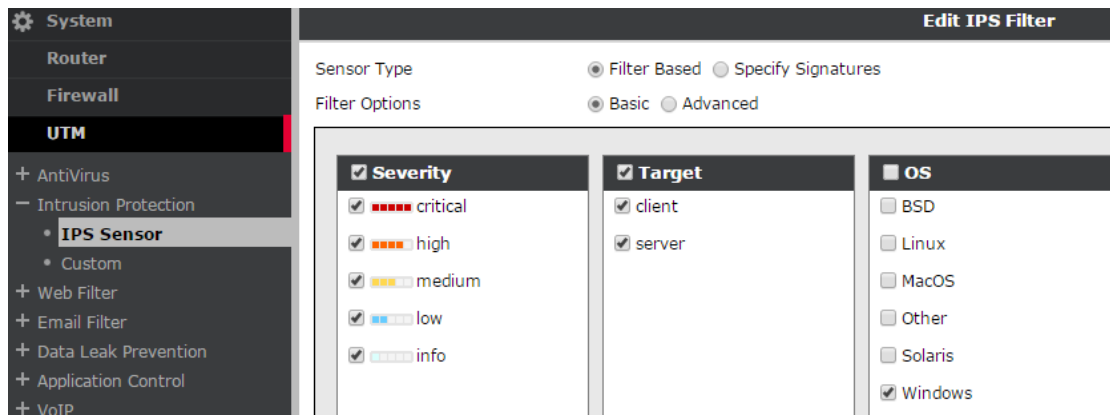 System
Router
Firewall
UTM
+ AntiVirus
− Intrusion Protection
• IPS Sensor
• Custom
+ Web Filter
+ Email Filter
+ Data Leak Prevention
+ Application Control
+ VoIP
Edit IPS Filter
Sensor Type Filter Based Specify Signatures
Filter Options Basic Advanced
Severity
critical
high
medium
low
info
Target
client
server
OS
BSD
Linux
MacOS
Other
Solaris
Windows